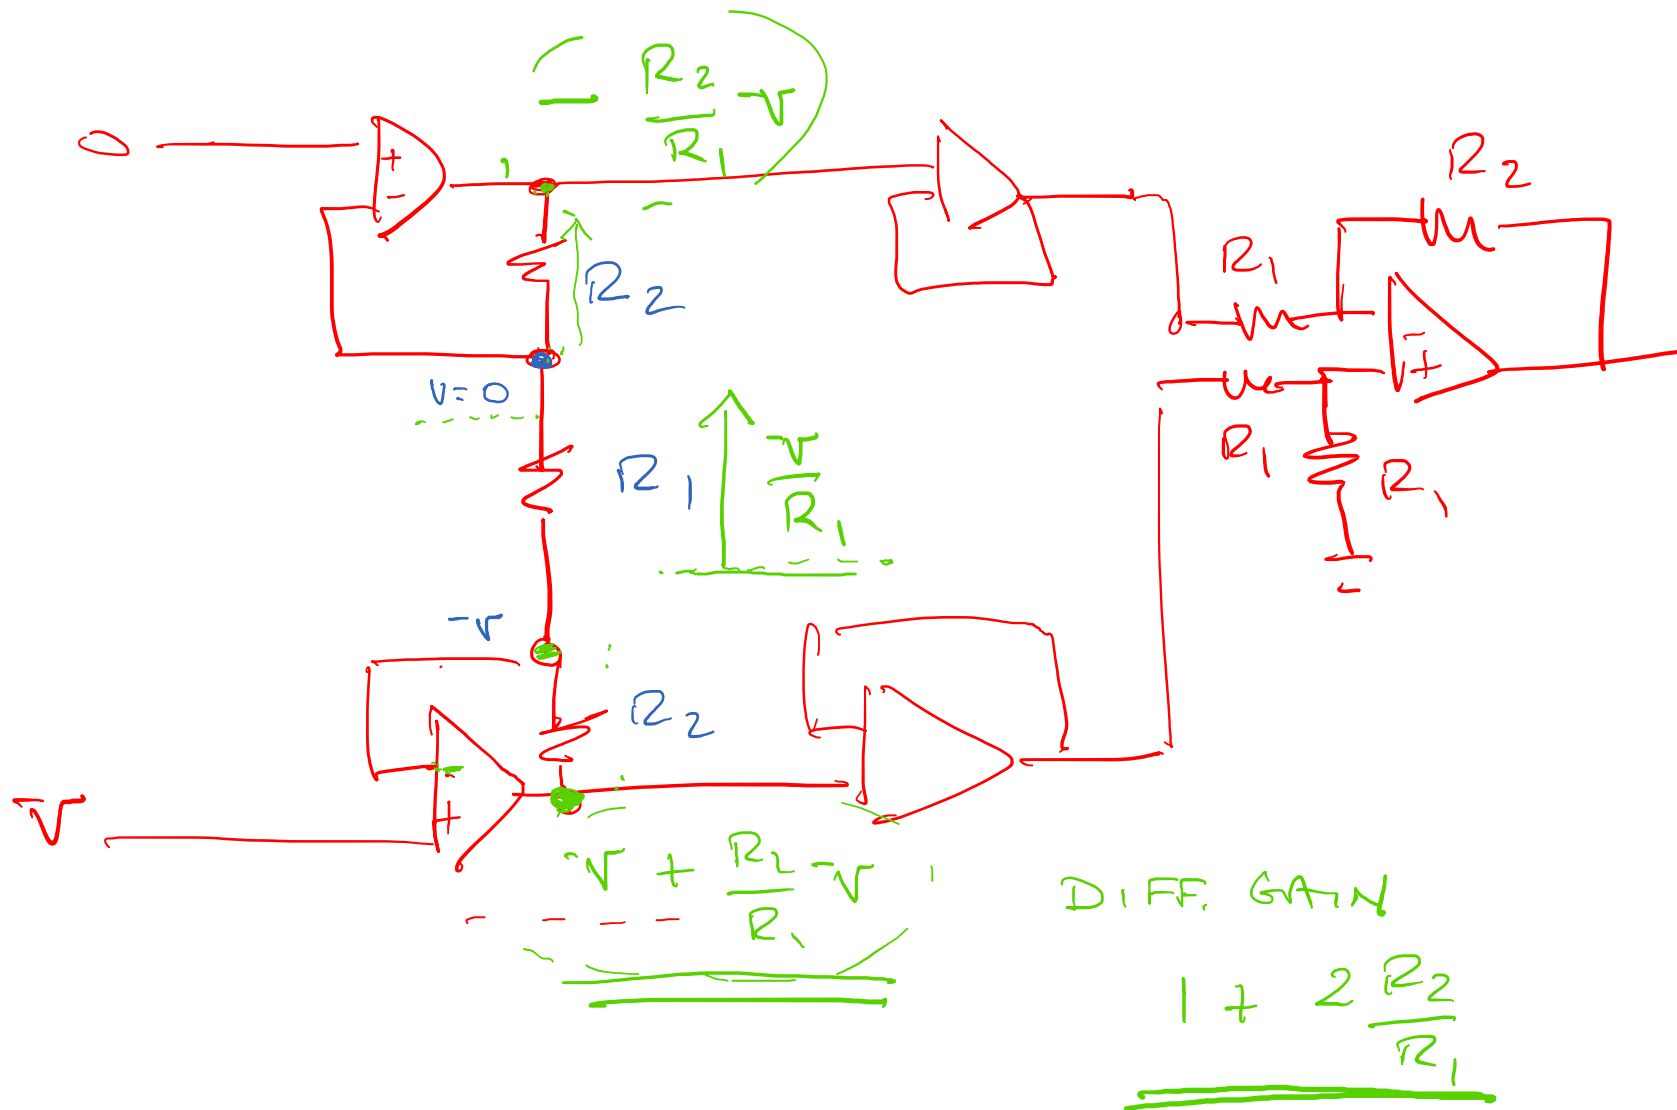 0
+
-
- R2/R1 v
R2
v=0
R1
v/R1
-v
R2
v
-
+
v + R2/R1 v
R2
R1
-
+
R1
R1
DIFF. GAIN
1 + 2 R2/R1